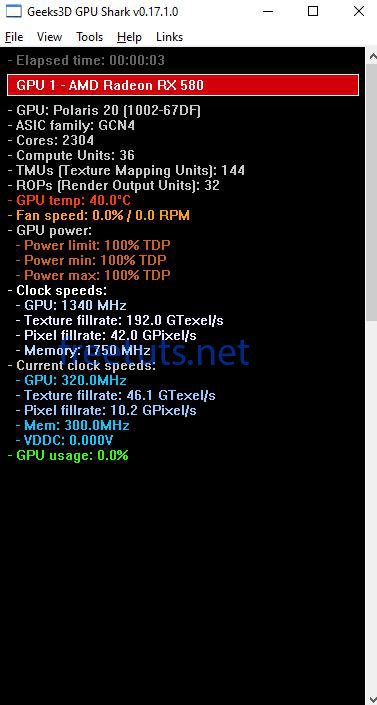 Geeks3D GPU Shark v0.17.1.0
File View Tools Help Links
- Elapsed time: 00:00:03
GPU 1 - AMD Radeon RX 580
- GPU: Polaris 20 (1002-67DF)
- ASIC family: GCN4
- Cores: 2304
- Compute Units: 36
- TMUs (Texture Mapping Units): 144
- ROPs (Render Output Units): 32
- GPU temp: 40.0°C
- Fan speed: 0.0% / 0.0 RPM
- GPU power:
- Power limit: 100% TDP
- Power min: 100% TDP
- Power max: 100% TDP
- Clock speeds:
- GPU: 1340 MHz
- Texture fillrate: 192.0 GTexel/s
- Pixel fillrate: 42.0 GPixel/s
- Memory: 1750 MHz
freetuts.net
- Current clock speeds:
- GPU: 320.0MHz
- Texture fillrate: 46.1 GTexel/s
- Pixel fillrate: 10.2 GPixel/s
- Mem: 300.0MHz
- VDDC: 0.000V
- GPU usage: 0.0%